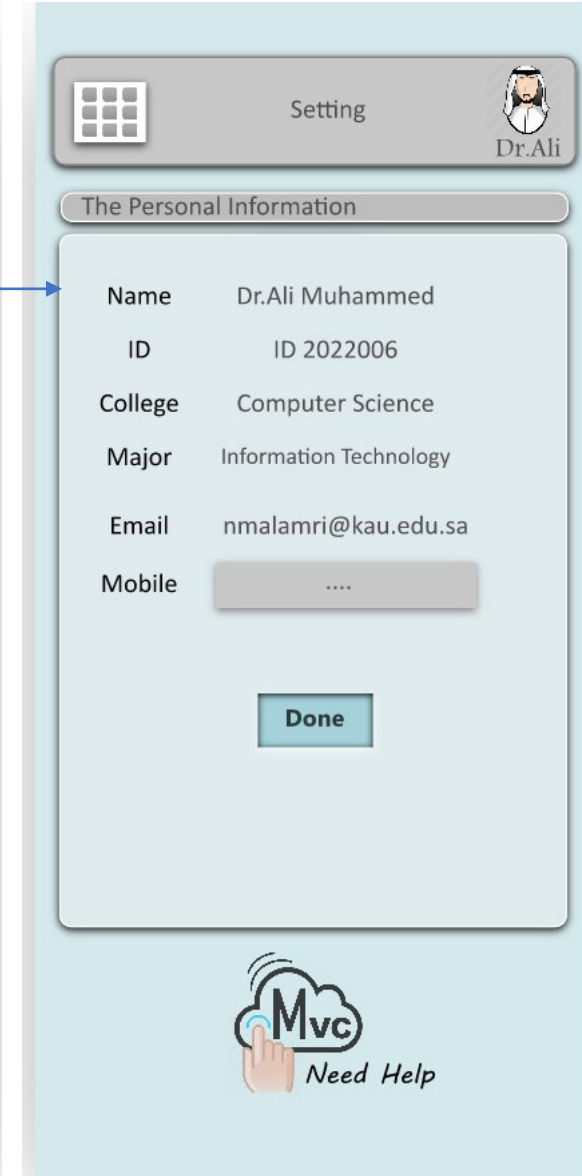 Setting
Dr.Ali
The Personal Information
Name Dr.Ali Muhammed
ID ID 2022006
College Computer Science
Major Information Technology
Email nmalamri@kau.edu.sa
Mobile ....
Done
Mvc
Need Help